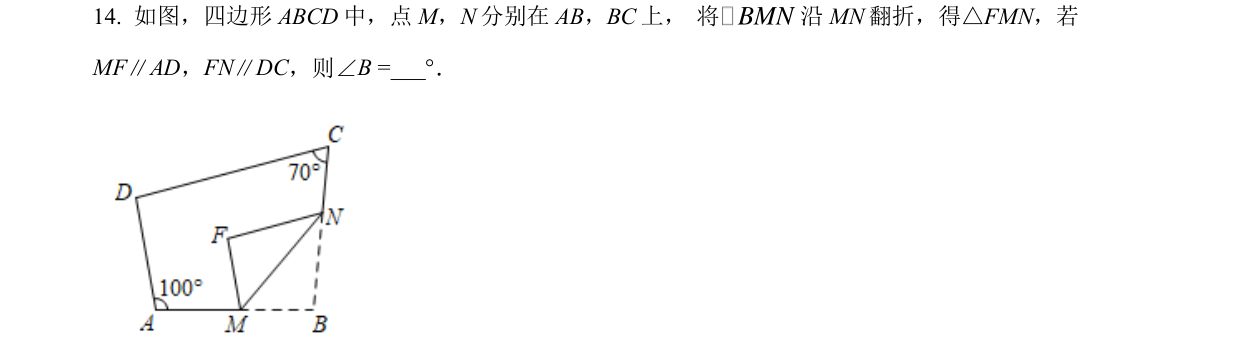 14. 如图，四边形 ABCD 中，点 M，N 分别在 AB，BC 上， 将□BMN 沿 MN 翻折，得△FMN，若
MF∥AD，FN∥DC，则∠B =___°.
C
70°
D
N
F
100°
A
M
B